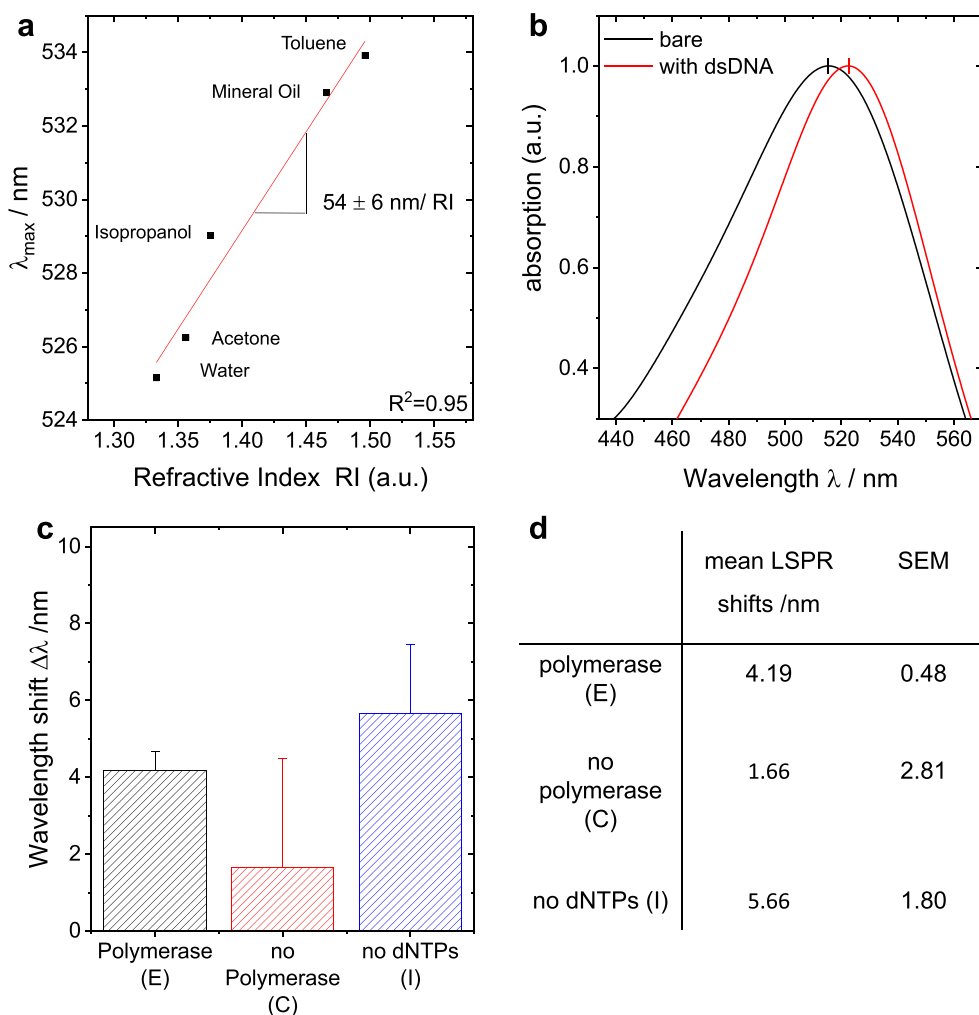 a
Toluene
Mineral Oil
Isopropanol
Acetone
Water
54 ± 6 nm/ RI
R²=0.95
λmax / nm
534
532
530
528
526
524
1.30 1.35 1.40 1.45 1.50 1.55
Refractive Index RI (a.u.)
b
bare
with dsDNA
absorption (a.u.)
1.0
0.8
0.6
0.4
440 460 480 500 520 540 560
Wavelength λ / nm
c
Wavelength shift Δλ /nm
10
8
6
4
2
0
Polymerase
(E)
no
Polymerase
(C)
no dNTPs
(I)
d
mean LSPR SEM
shifts /nm
polymerase
(E) 4.19 0.48
no
polymerase 1.66 2.81
(C)
no dNTPs (I) 5.66 1.80